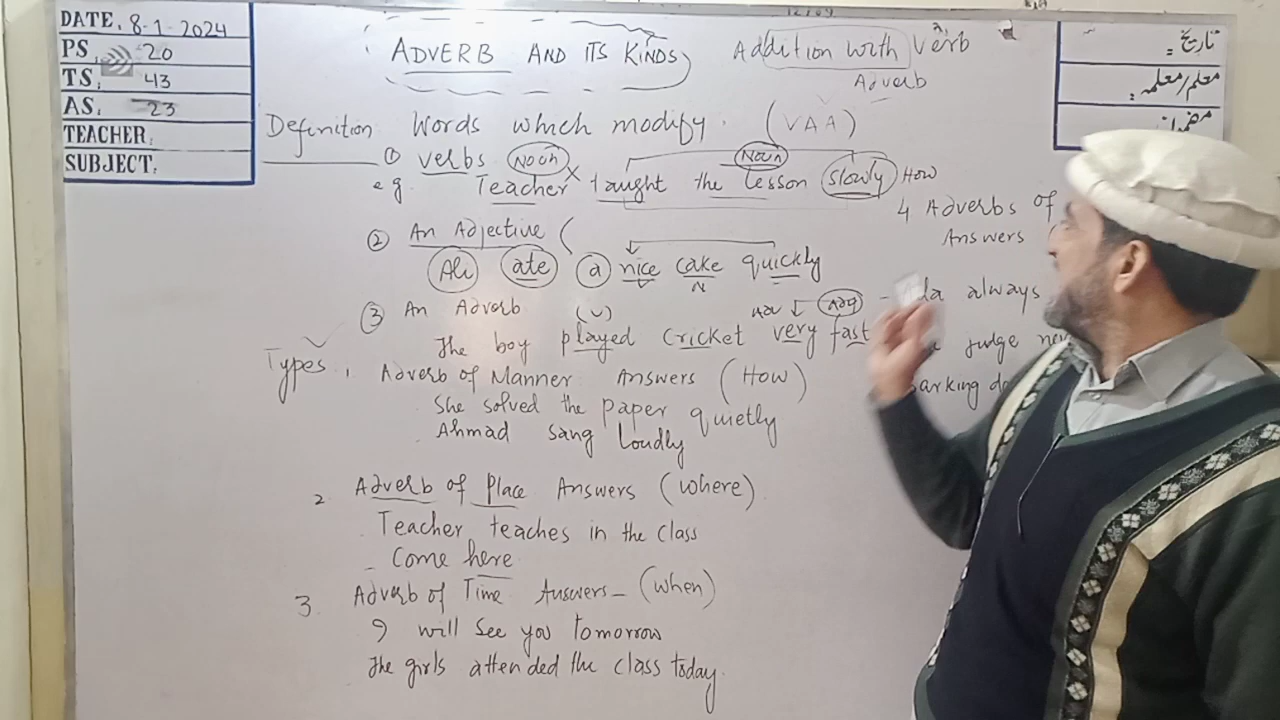 DATE. 8-1-2024
PS. 20
TS. 43
AS. 23
TEACHER:
SUBJECT:
ADVERB AND ITS KINDS
Addition with Verb
Adverb
تاریخ:
معلم/معلمہ:
Definition Words which modify. (VAA)
① verbs Noun Noun
e.g. Teacher x taught the lesson slowly How
② An Adjective (
Ali ate a nice cake quickly
N
③ An Adverb (v) Adv Adv
The boy played cricket very fast
Types. 1 Adverb of Manner Answers (How)
She solved the paper quietly
Ahmad sang loudly
2 Adverb of Place Answers (where)
Teacher teaches in the class
- Come here
3. Adverb of Time Answers - (when)
I will see you tomorrow
The girls attended the class today.
4 Adverbs of
Answers
always
judge